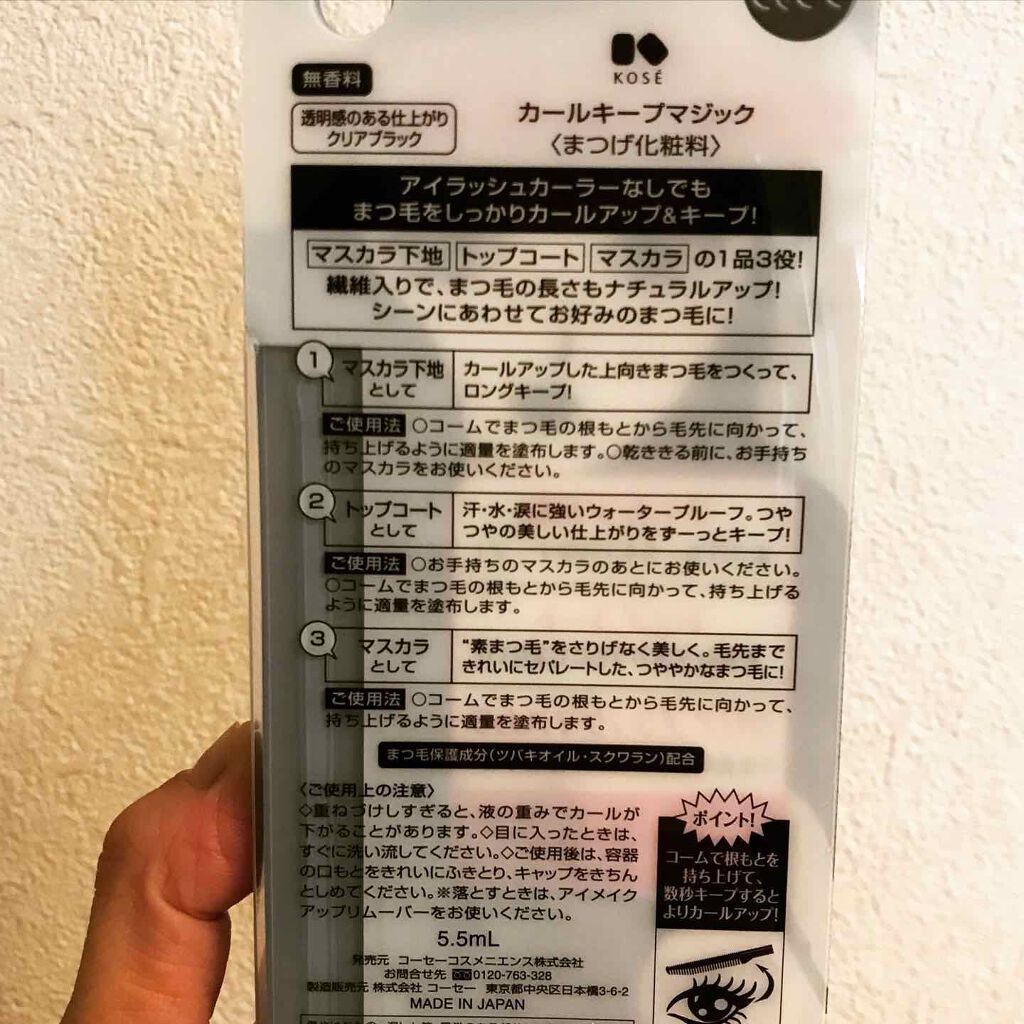 KOSÉ
無香料
透明感のある仕上がり
クリアブラック
カールキープマジック
〈まつげ化粧料〉
アイラッシュカーラーなしでも
まつ毛をしっかりカールアップ&キープ!
マスカラ下地 トップコート マスカラ の1品3役!
繊維入りで、まつ毛の長さもナチュラルアップ!
シーンにあわせてお好みのまつ毛に!
1 マスカラ下地
として
カールアップした上向きまつ毛をつくって、
ロングキープ!
ご使用法 ○コームでまつ毛の根もとから毛先に向かって、
持ち上げるように適量を塗布します。○乾ききる前に、お手持ち
のマスカラをお使いください。
2 トップコート
として
汗・水・涙に強いウォータープルーフ。つや
つやの美しい仕上がりをずーっとキープ!
ご使用法 ○お手持ちのマスカラのあとにお使いください。
○コームでまつ毛の根もとから毛先に向かって、持ち上げる
ように適量を塗布します。
3 マスカラ
として
“素まつ毛”をさりげなく美しく。毛先まで
きれいにセパレートした、つややかなまつ毛に!
ご使用法 ○コームでまつ毛の根もとから毛先に向かって、
持ち上げるように適量を塗布します。
まつ毛保護成分(ツバキオイル・スクワラン)配合
〈ご使用上の注意〉
◇重ねづけしすぎると、液の重みでカールが
下がることがあります。◇目に入ったときは、
すぐに洗い流してください。◇ご使用後は、容器
の口もとをきれいにふきとり、キャップをきちん
としめてください。※落とすときは、アイメイク
アップリムーバーをお使いください。
5.5mL
発売元 コーセーコスメニエンス株式会社
お問合せ先 0120-763-328
製造販売元 株式会社 コーセー 東京都中央区日本橋3-6-2
MADE IN JAPAN
ポイント!
コームで根もとを
持ち上げて、
数秒キープすると
よりカールアップ!